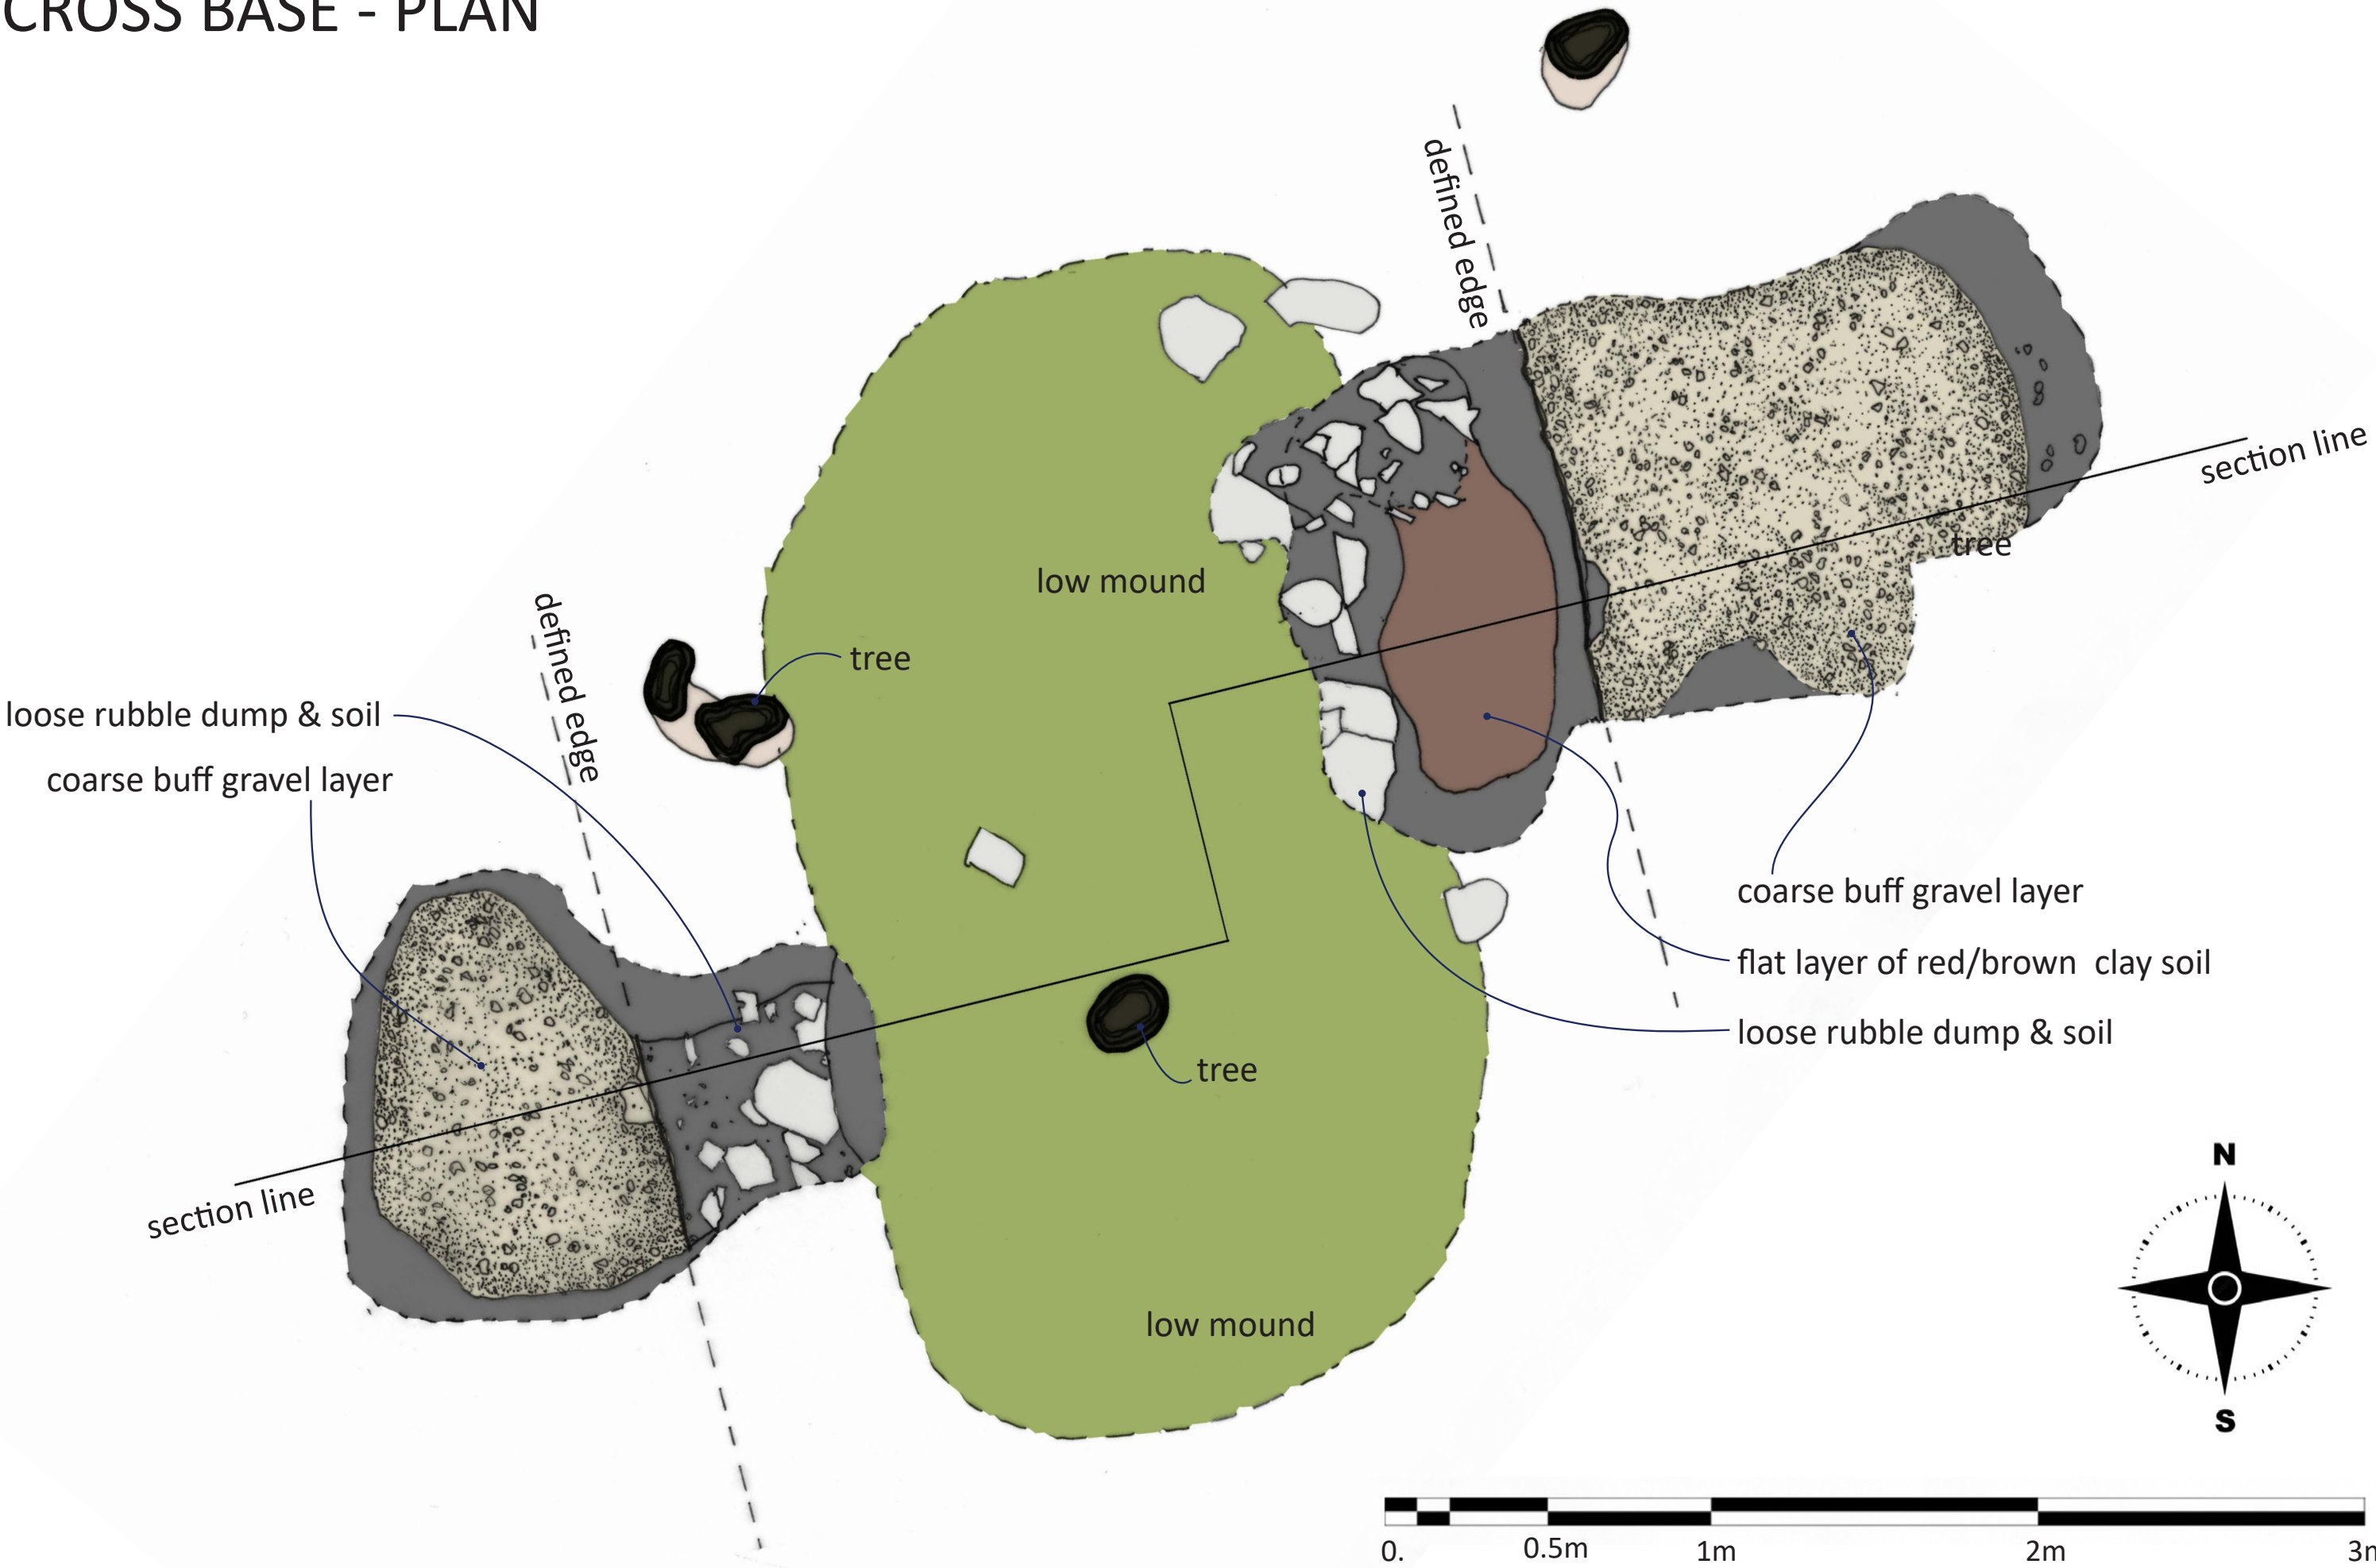 CROSS BASE - PLAN
defined edge
section line
tree
low mound
defined edge
tree
loose rubble dump & soil
coarse buff gravel layer
coarse buff gravel layer
flat layer of red/brown clay soil
loose rubble dump & soil
tree
section line
low mound
N
S
0. 0.5m 1m 2m 3m